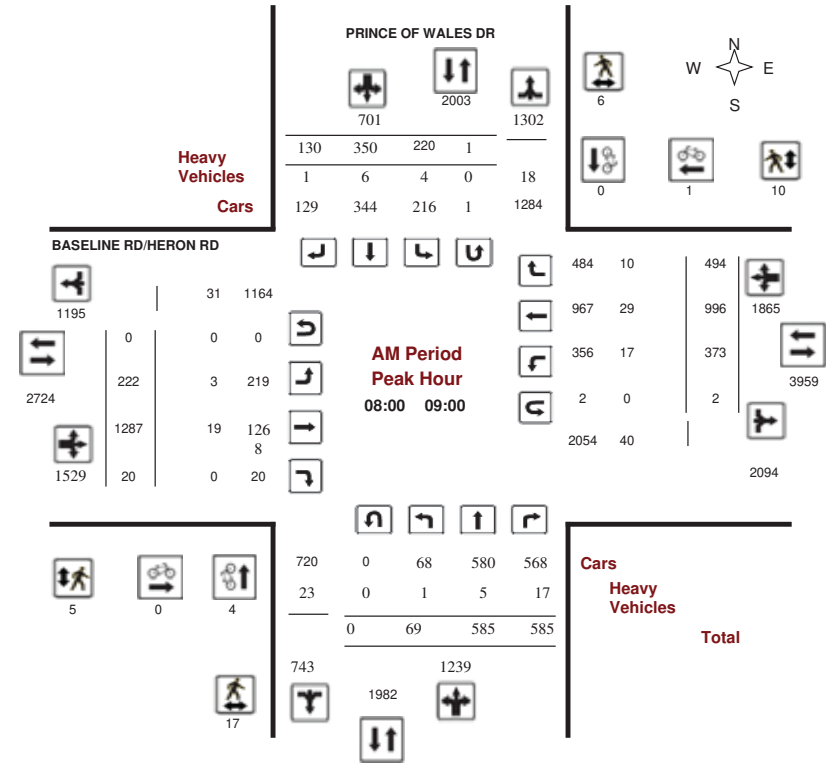 PRINCE OF WALES DR
N
W E
S
2003
6
701 1302
130 350 220 1
Heavy
Vehicles 1 6 4 0 18
Cars 129 344 216 1 1284
0 1 10
BASELINE RD/HERON RD
1195 31 1164
0 0 0
2724 222 3 219
1287 19 126
8
1529 20 0 20
AM Period
Peak Hour
08:00 09:00
484 10 494
967 29 996 1865
356 17 373
3959
2 0 2
2054 40
2094
720 0 68 580 568 Cars
23 0 1 5 17 Heavy
Vehicles
0 69 585 585 Total
5 0 4
743 1239
1982
17